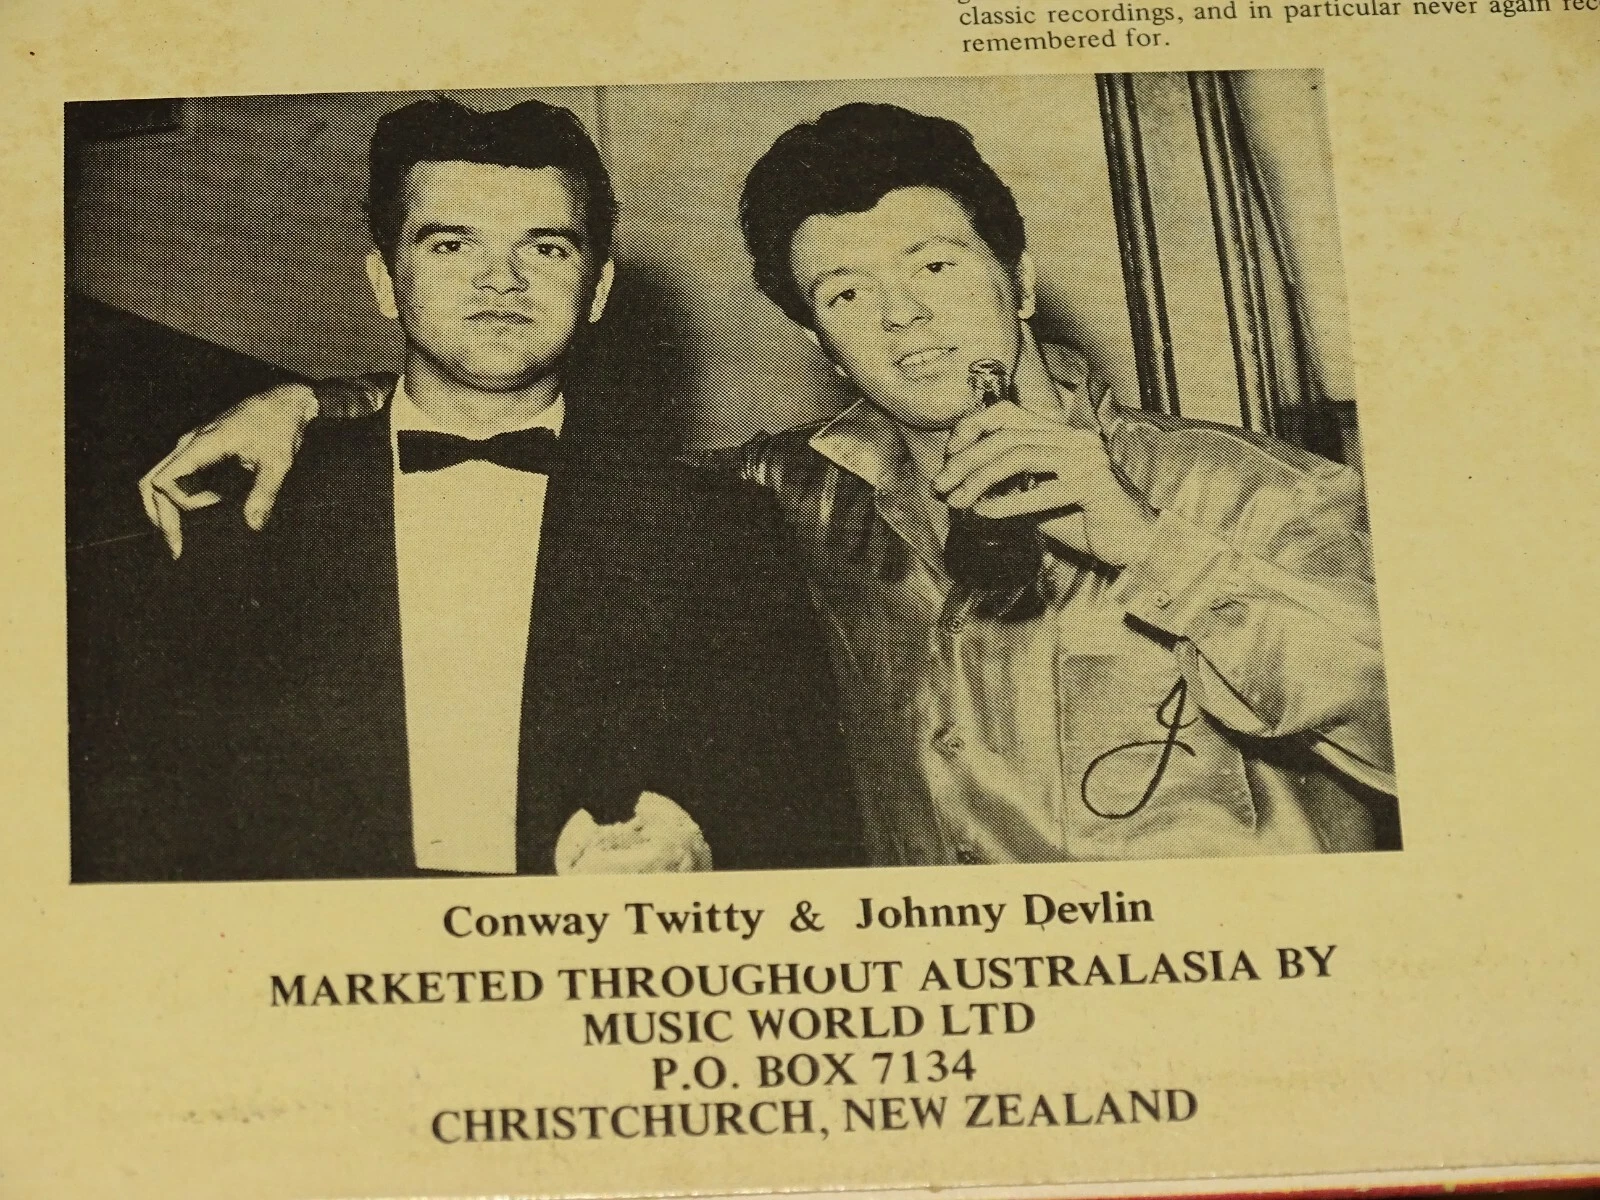 classic recordings, and in particular never again
remembered for.
Conway Twitty & Johnny Devlin
MARKETED THROUGHOUT AUSTRALASIA BY
MUSIC WORLD LTD
P.O. BOX 7134
CHRISTCHURCH, NEW ZEALAND